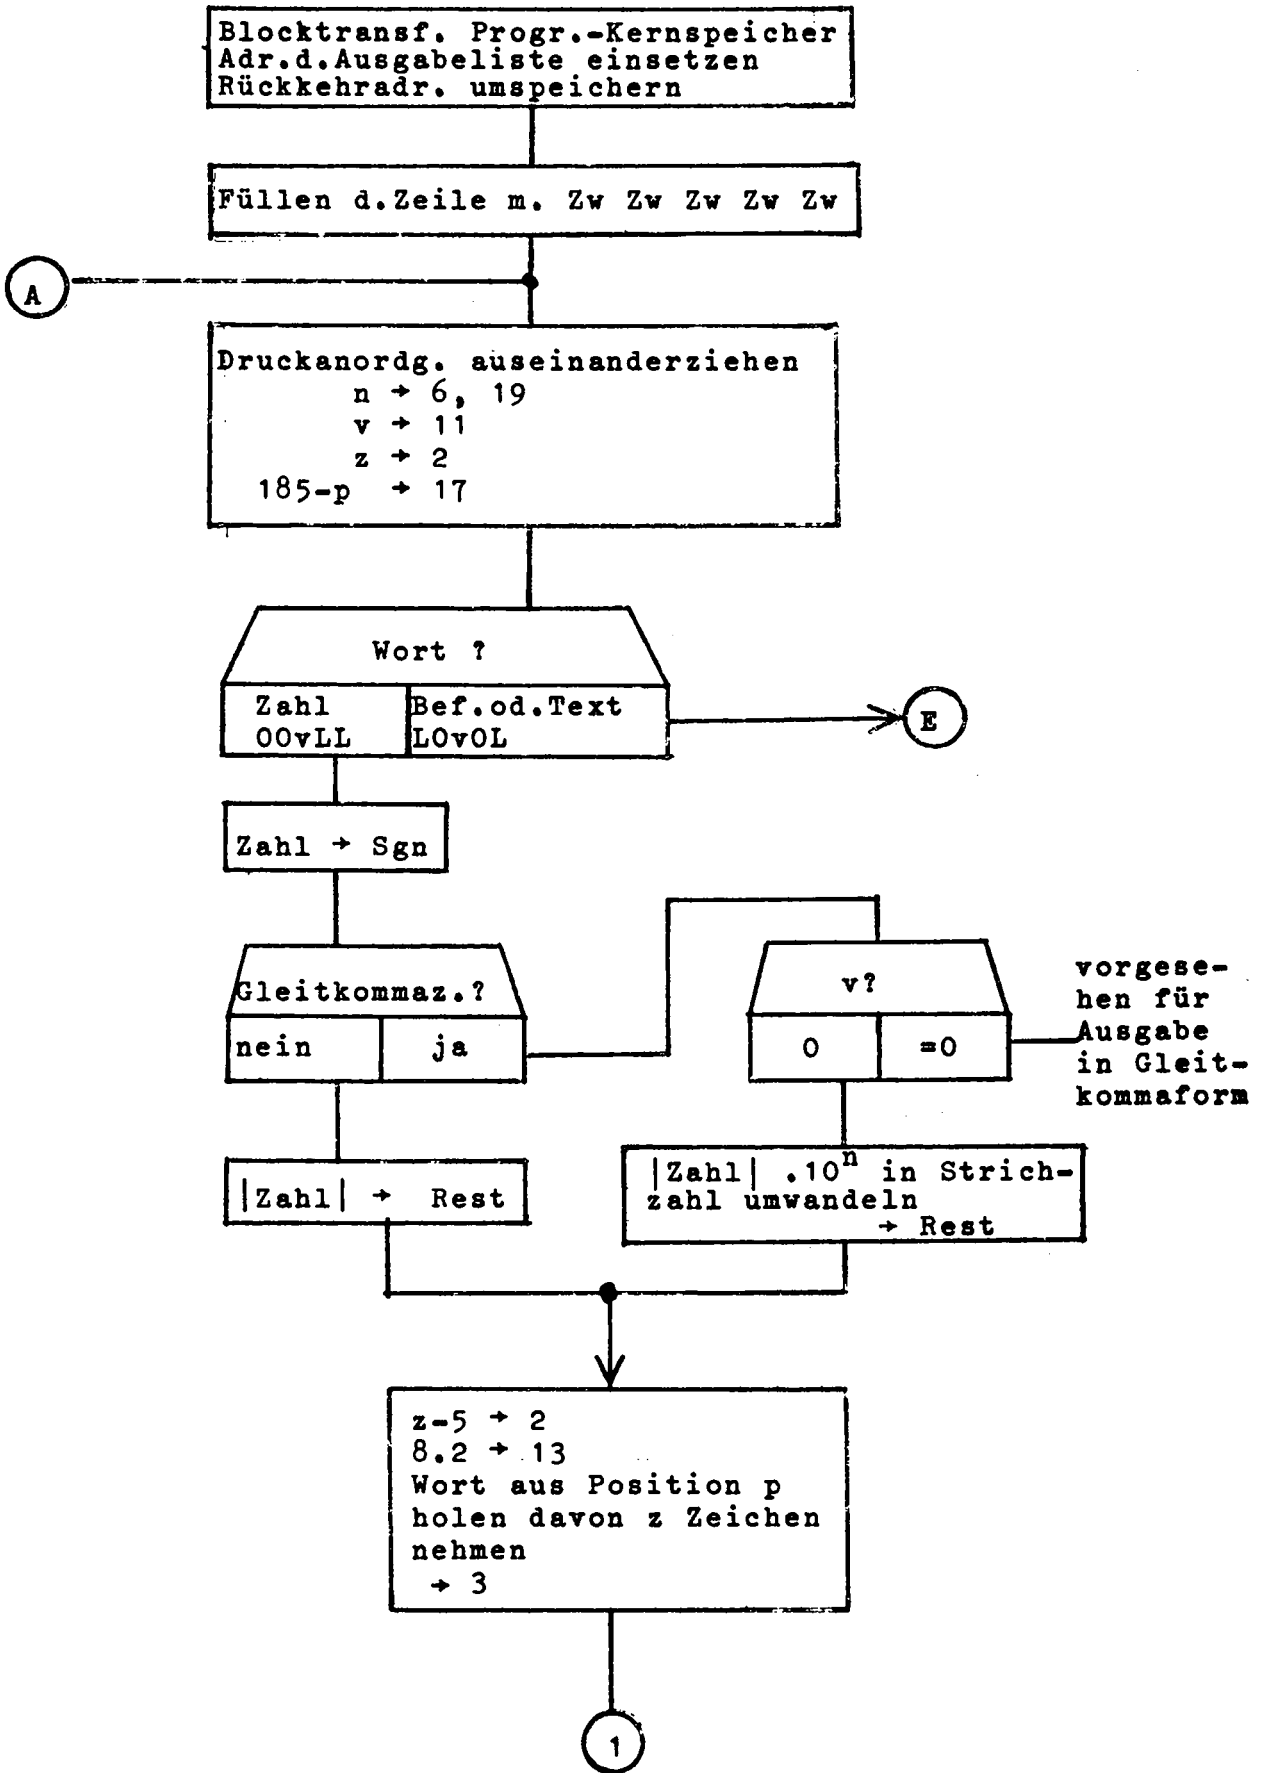 Blocktransf. Progr.-Kernspeicher
Adr.d.Ausgabeliste einsetzen
Rückkehradr. umspeichern
Füllen d.Zeile m. Zw Zw Zw Zw Zw
A
Druckanordg. auseinanderziehen
n → 6, 19
v → 11
z → 2
185-p → 17
Wort ?
Zahl
OOvLL
Bef.od.Text
LOvOL
E
Zahl → Sgn
Gleitkommaz.?
nein
ja
v?
0
=0
vorgese-
hen für
Ausgabe
in Gleit-
kommaform
|Zahl| → Rest
|Zahl| .10ⁿ in Strich-
zahl umwandeln
→ Rest
z-5 → 2
8.2 → 13
Wort aus Position p
holen davon z Zeichen
nehmen
→ 3
1